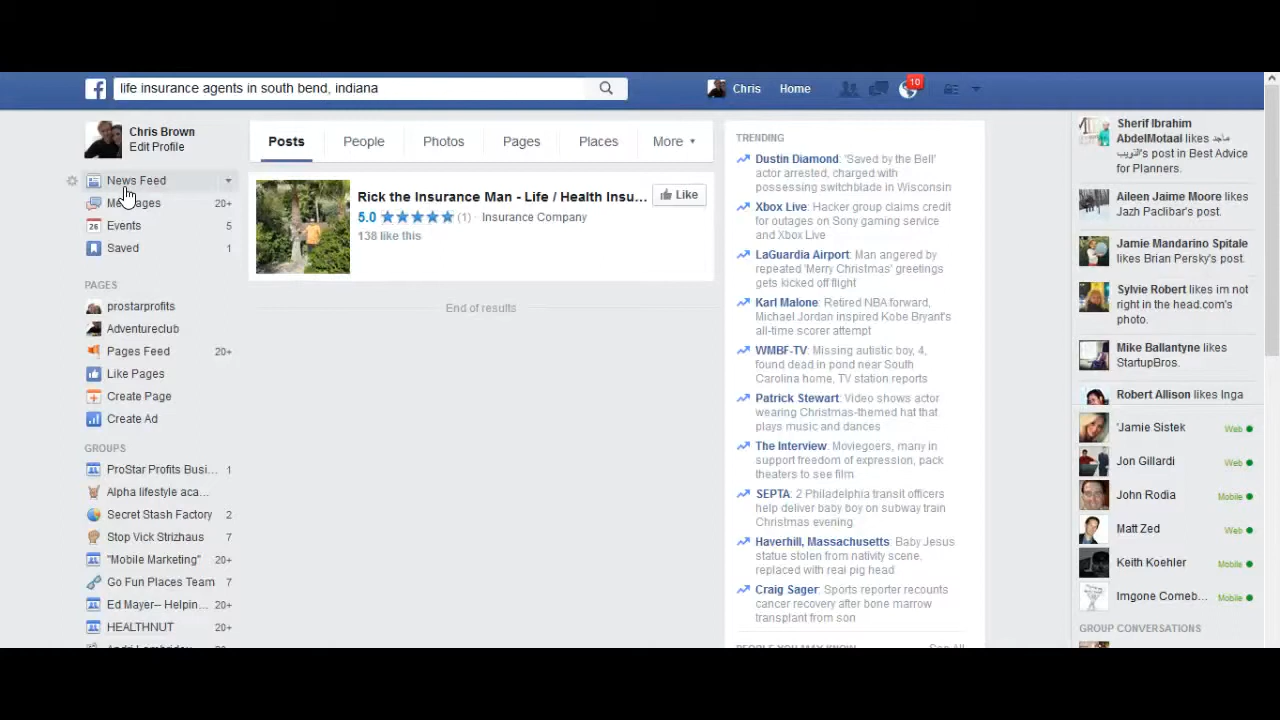 life insurance agents in south bend, indiana
Chris
Home
10
Chris Brown
Edit Profile
News Feed
Messages 20+
26 Events 5
Saved 1
PAGES
prostarprofits
Adventureclub
Pages Feed 20+
Like Pages
Create Page
Create Ad
GROUPS
ProStar Profits Busi... 1
Alpha lifestyle aca...
Secret Stash Factory 2
Stop Vick Strizhaus 7
"Mobile Marketing" 20+
Go Fun Places Team 7
Ed Mayer-- Helpin... 20+
HEALTHNUT 20+
Posts People Photos Pages Places More
Rick the Insurance Man - Life / Health Insu...
Like
5.0 (1) · Insurance Company
138 like this
End of results
TRENDING
Dustin Diamond: 'Saved by the Bell'
actor arrested, charged with
possessing switchblade in Wisconsin
Xbox Live: Hacker group claims credit
for outages on Sony gaming service
and Xbox Live
LaGuardia Airport: Man angered by
repeated 'Merry Christmas' greetings
gets kicked off flight
Karl Malone: Retired NBA forward,
Michael Jordan inspired Kobe Bryant's
all-time scorer attempt
WMBF-TV: Missing autistic boy, 4,
found dead in pond near South
Carolina home, TV station reports
Patrick Stewart: Video shows actor
wearing Christmas-themed hat that
plays music and dances
The Interview: Moviegoers, many in
support freedom of expression, pack
theaters to see film
SEPTA: 2 Philadelphia transit officers
help deliver baby boy on subway train
Christmas evening
Haverhill, Massachusetts: Baby Jesus
statue stolen from nativity scene,
replaced with real pig head
Craig Sager: Sports reporter recounts
cancer recovery after bone marrow
transplant from son
PEOPLE YOU MAY KNOW See All
Sherif Ibrahim
AbdelMotaal likes ماجد
التويب's post in Best Advice
for Planners.
Aileen Jaime Moore likes
Jazh Paclibar's post.
Jamie Mandarino Spitale
likes Brian Persky's post.
Sylvie Robert likes im not
right in the head.com's
photo.
Mike Ballantyne likes
StartupBros.
Robert Allison likes Inga
'Jamie Sistek Web
Jon Gillardi Web
John Rodia Mobile
Matt Zed Web
Keith Koehler Mobile
Imgone Comeb... Mobile
GROUP CONVERSATIONS